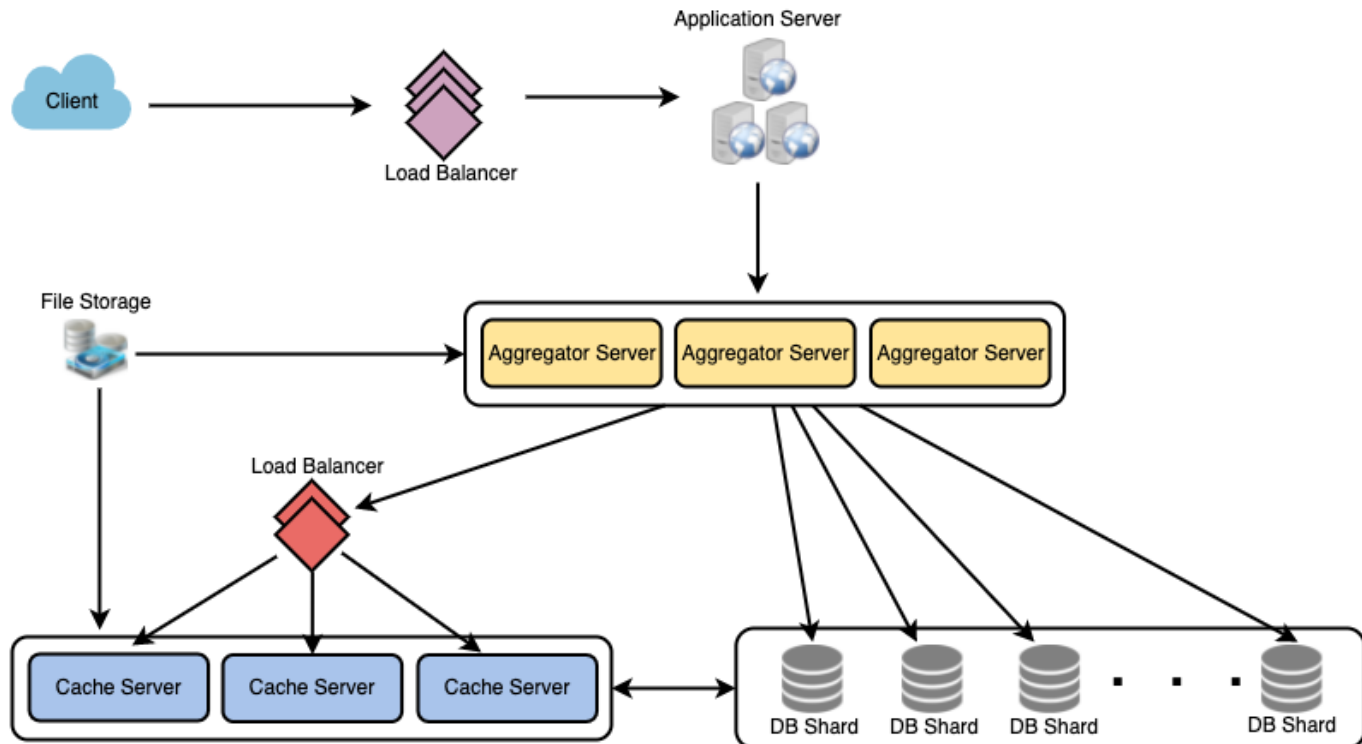 Application Server
Client
Load Balancer
File Storage
Aggregator Server
Aggregator Server
Aggregator Server
Load Balancer
Cache Server
Cache Server
Cache Server
DB Shard
DB Shard
DB Shard
DB Shard